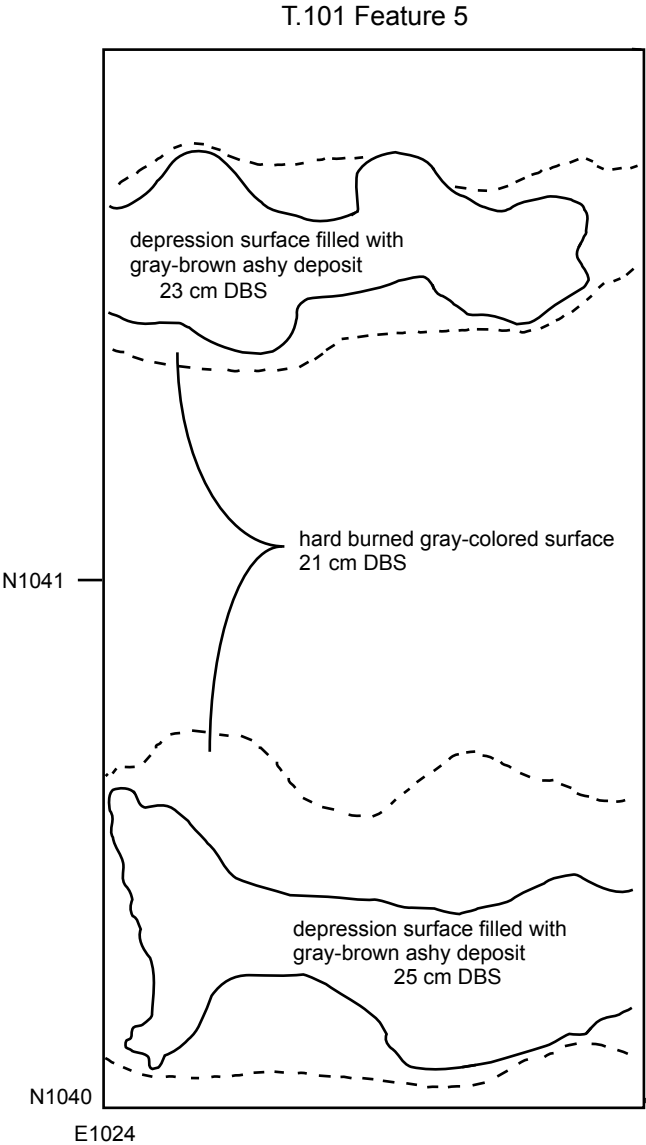 T.101 Feature 5
depression surface filled with
gray-brown ashy deposit
23 cm DBS
hard burned gray-colored surface
21 cm DBS
N1041
depression surface filled with
gray-brown ashy deposit
25 cm DBS
N1040
E1024